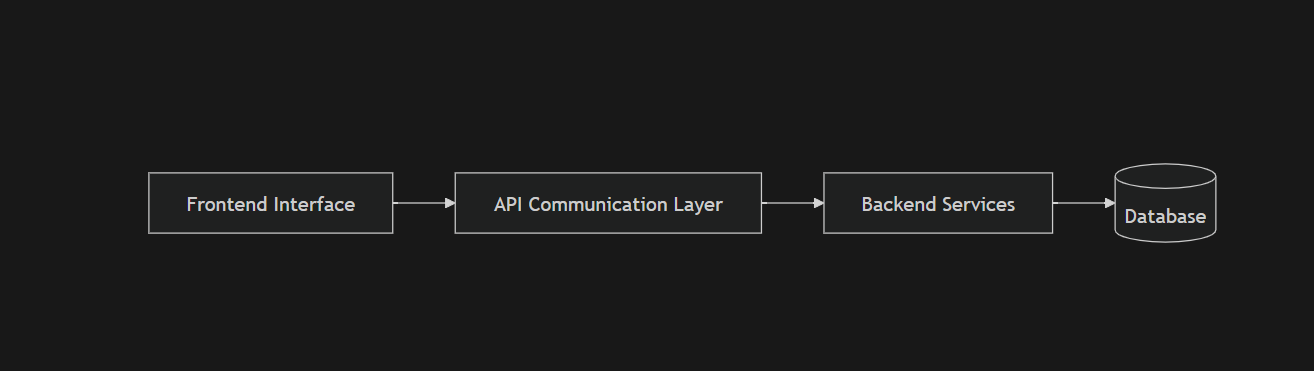 Frontend Interface
API Communication Layer
Backend Services
Database